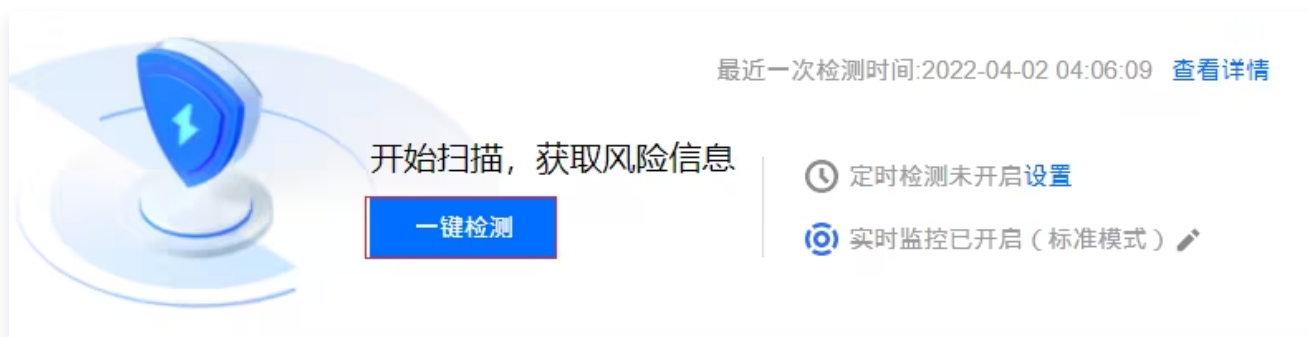 最近一次检测时间:2022-04-02 04:06:09 查看详情
开始扫描，获取风险信息
一键检测
定时检测未开启设置
实时监控已开启（标准模式）